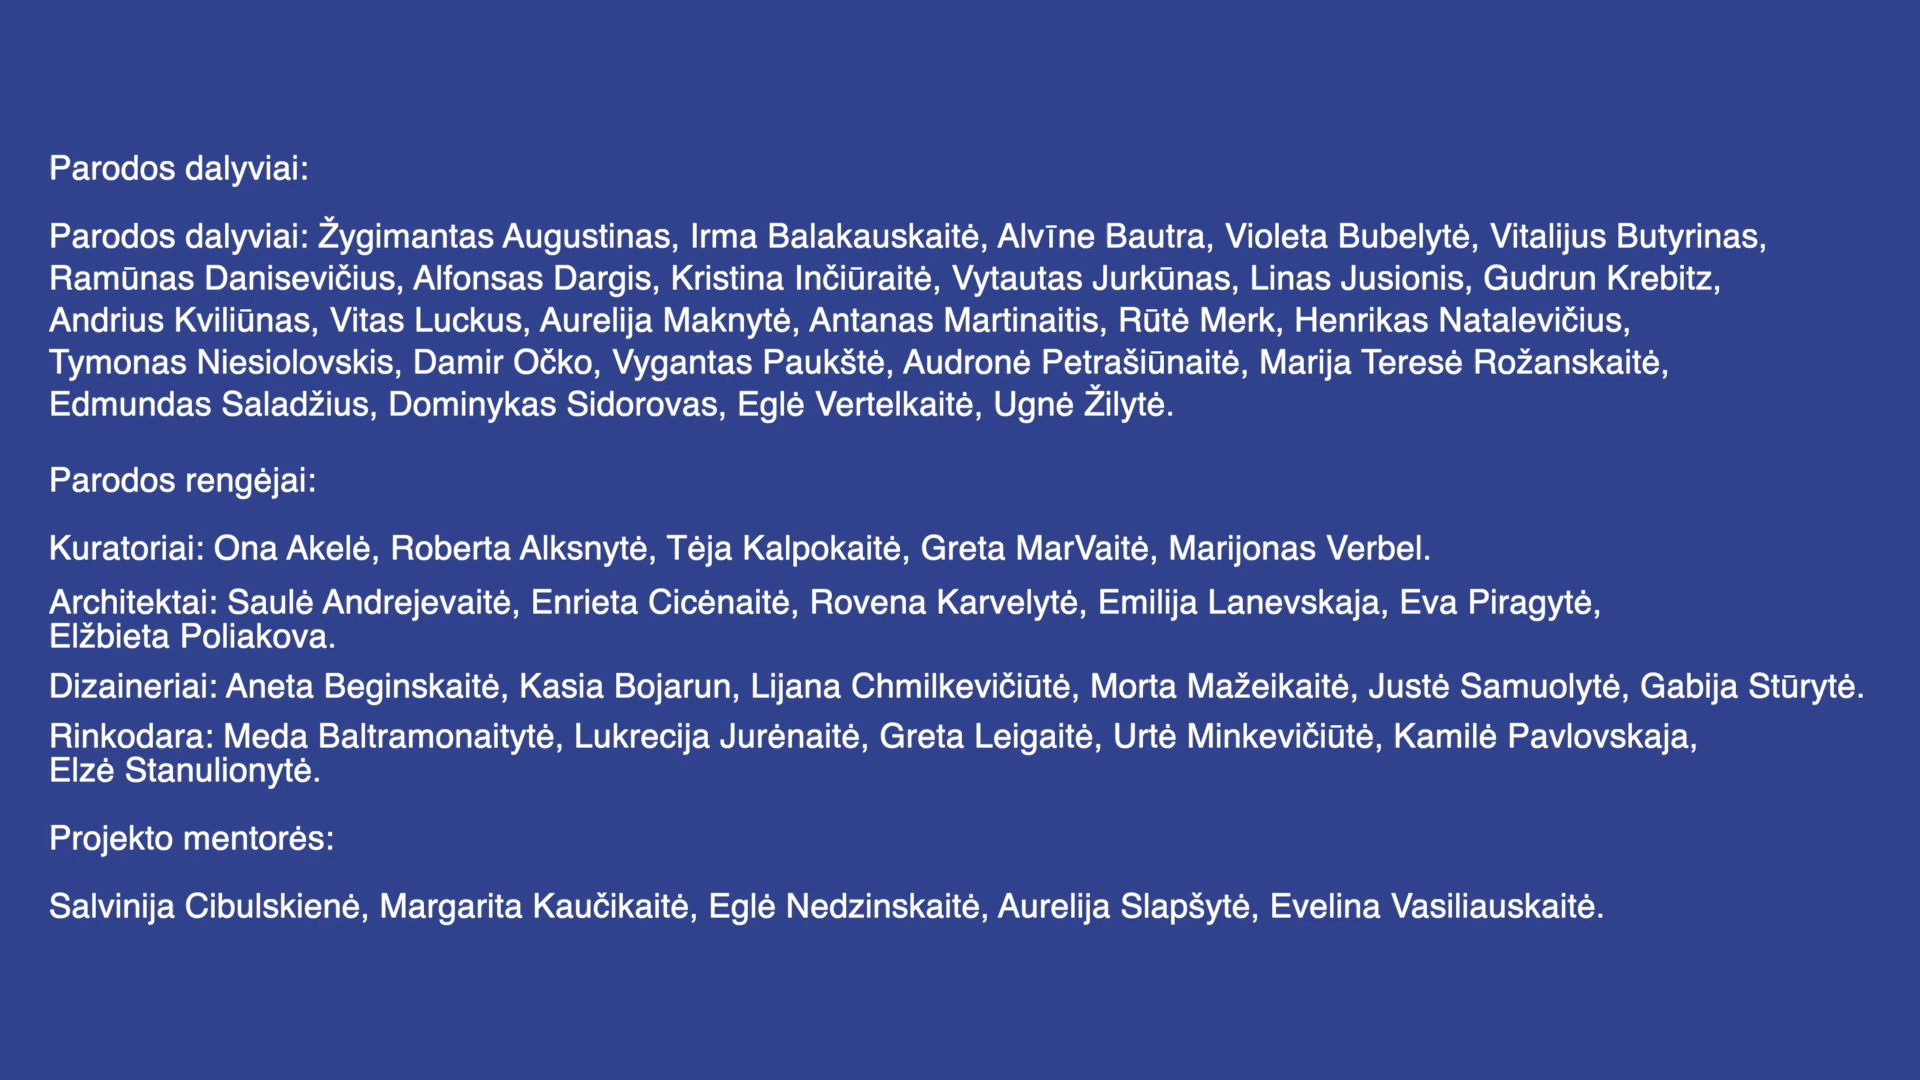 Parodos dalyviai:
Parodos dalyviai: Žygimantas Augustinas, Irma Balakauskaitė, Alvīne Bautra, Violeta Bubelytė, Vitalijus Butyrinas,
Ramūnas Danisevičius, Alfonsas Dargis, Kristina Inčiūraitė, Vytautas Jurkūnas, Linas Jusionis, Gudrun Krebitz,
Andrius Kviliūnas, Vitas Luckus, Aurelija Maknytė, Antanas Martinaitis, Rūtė Merk, Henrikas Natalevičius,
Tymonas Niesiolovskis, Damir Očko, Vygantas Paukštė, Audronė Petrašiūnaitė, Marija Teresė Rožanskaitė,
Edmundas Saladžius, Dominykas Sidorovas, Eglė Vertelkaitė, Ugnė Žilytė.
Parodos rengėjai:
Kuratoriai: Ona Akelė, Roberta Alksnytė, Tėja Kalpokaitė, Greta MarVaitė, Marijonas Verbel.
Architektai: Saulė Andrejevaitė, Enrieta Cicėnaitė, Rovena Karvelytė, Emilija Lanevskaja, Eva Piragytė,
Elžbieta Poliakova.
Dizaineriai: Aneta Beginskaitė, Kasia Bojarun, Lijana Chmilkevičiūtė, Morta Mažeikaitė, Justė Samuolytė, Gabija Stūrytė.
Rinkodara: Meda Baltramonaitytė, Lukrecija Jurėnaitė, Greta Leigaitė, Urtė Minkevičiūtė, Kamilė Pavlovskaja,
Elzė Stanulionytė.
Projekto mentorės:
Salvinija Cibulskienė, Margarita Kaučikaitė, Eglė Nedzinskaitė, Aurelija Slapšytė, Evelina Vasiliauskaitė.